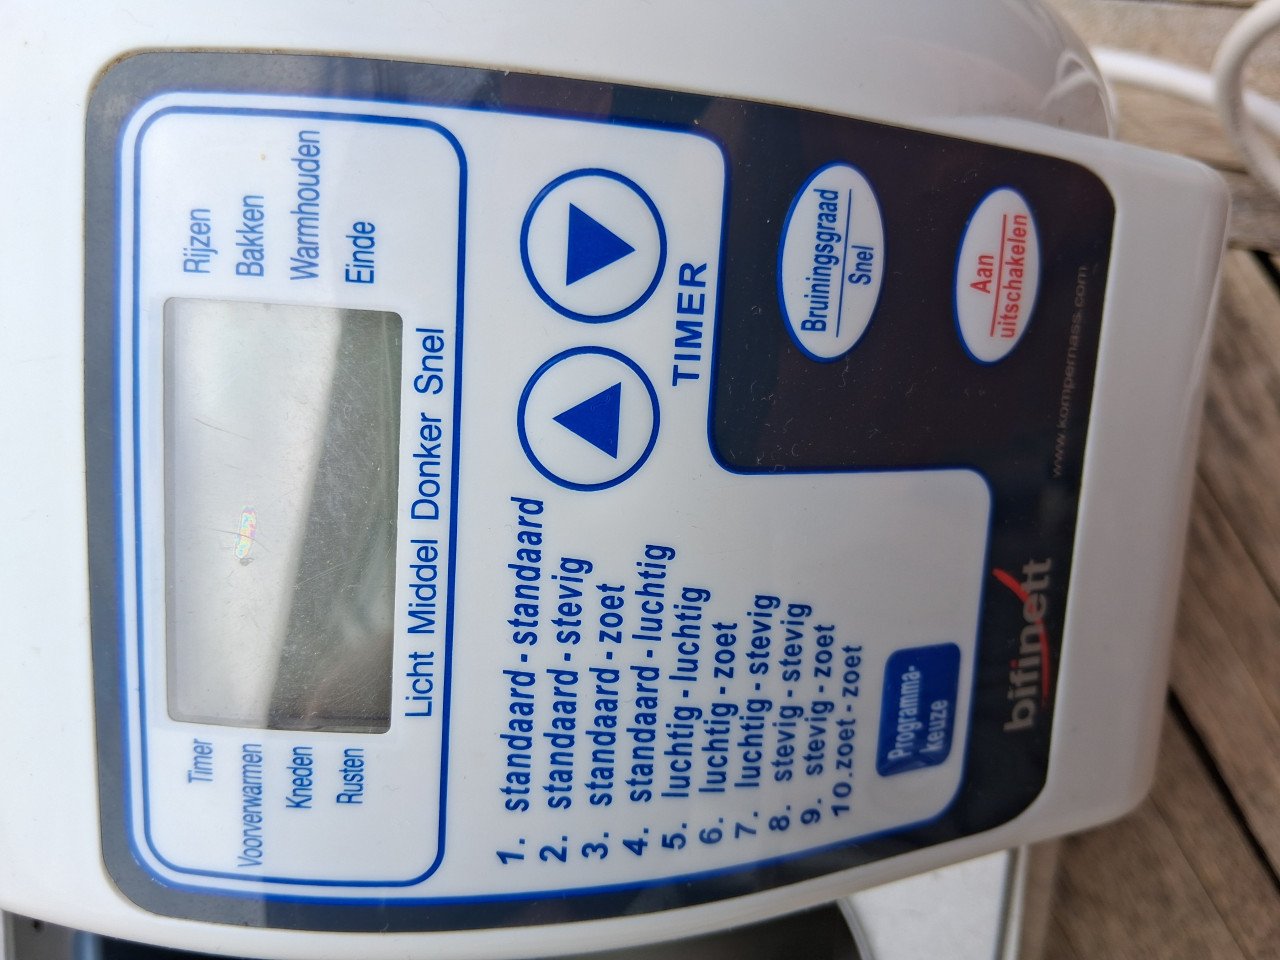 Timer
Voorverwarmen
Kneden
Rusten
Rijzen
Bakken
Warmhouden
Einde
Licht Middel Donker Snel
1. standaard - standaard
2. standaard - stevig
3. standaard - zoet
4. standaard - luchtig
5. luchtig - luchtig
6. luchtig - zoet
7. luchtig - stevig
8. stevig - stevig
9. stevig - zoet
10. zoet - zoet
TIMER
Programma-
keuze
Bruiningsgraad
Snel
Aan
uitschakelen
bifinett
www.kompernass.com